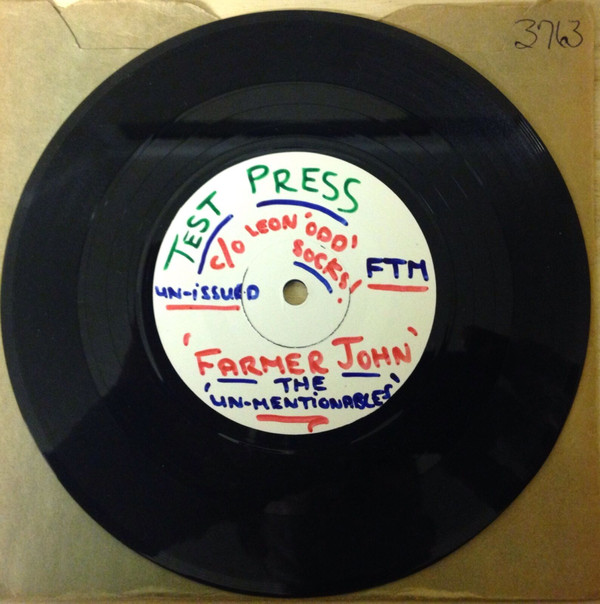 3763
TEST PRESS
c/o LEON 'ODD'
SOCKS!
UN-ISSUED
FTM
'FARMER JOHN'
THE
'UN-MENTIONABLES'